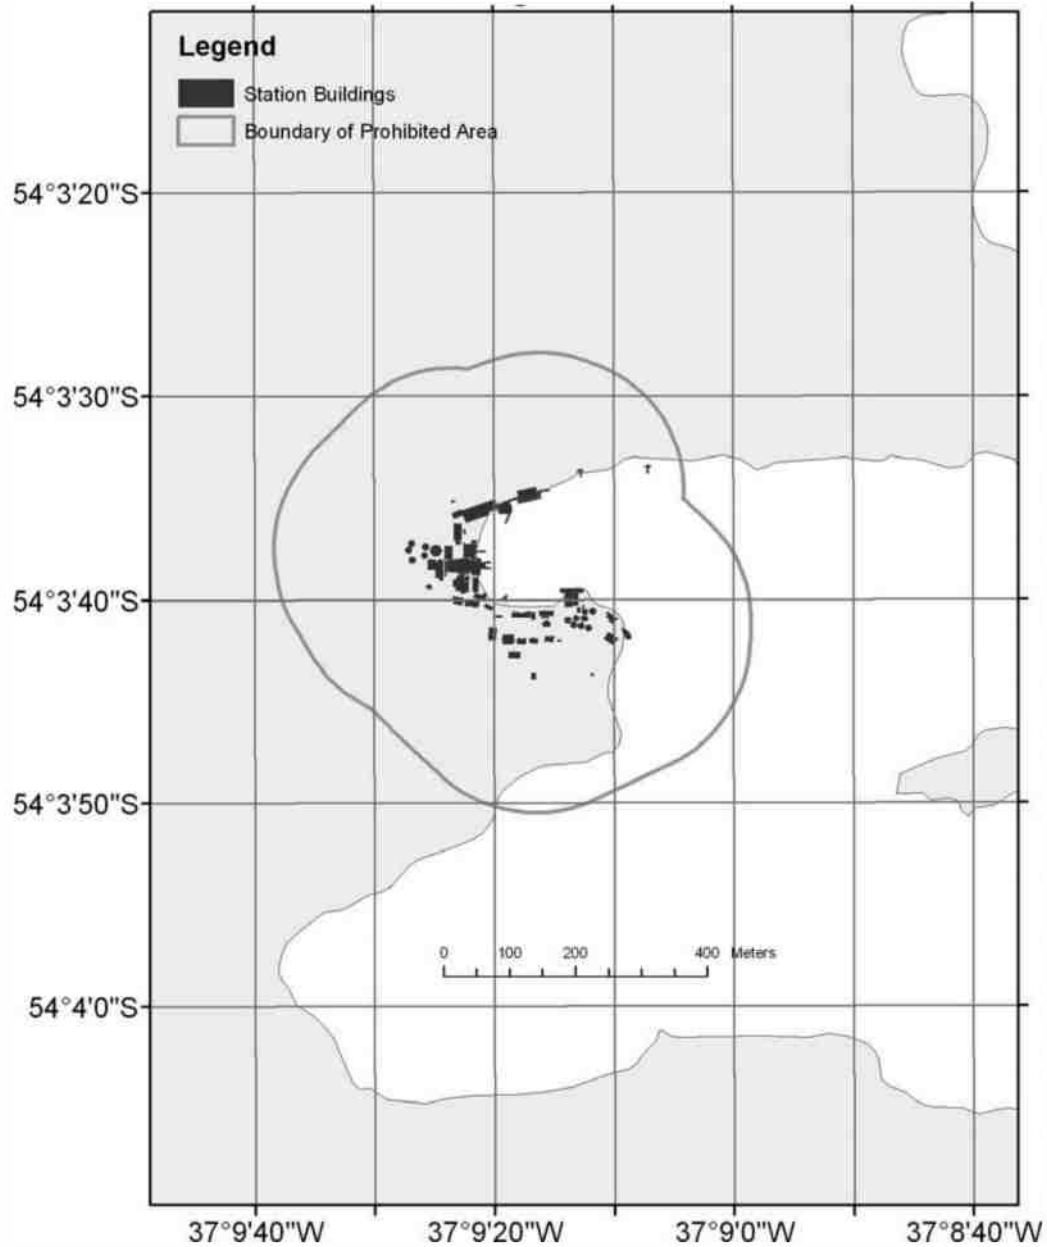 Legend
Station Buildings
Boundary of Prohibited Area
54°3'20"S
54°3'30"S
54°3'40"S
54°3'50"S
0 100 200 400 Meters
54°4'0"S
37°9'40"W 37°9'20"W 37°9'0"W 37°8'40"W